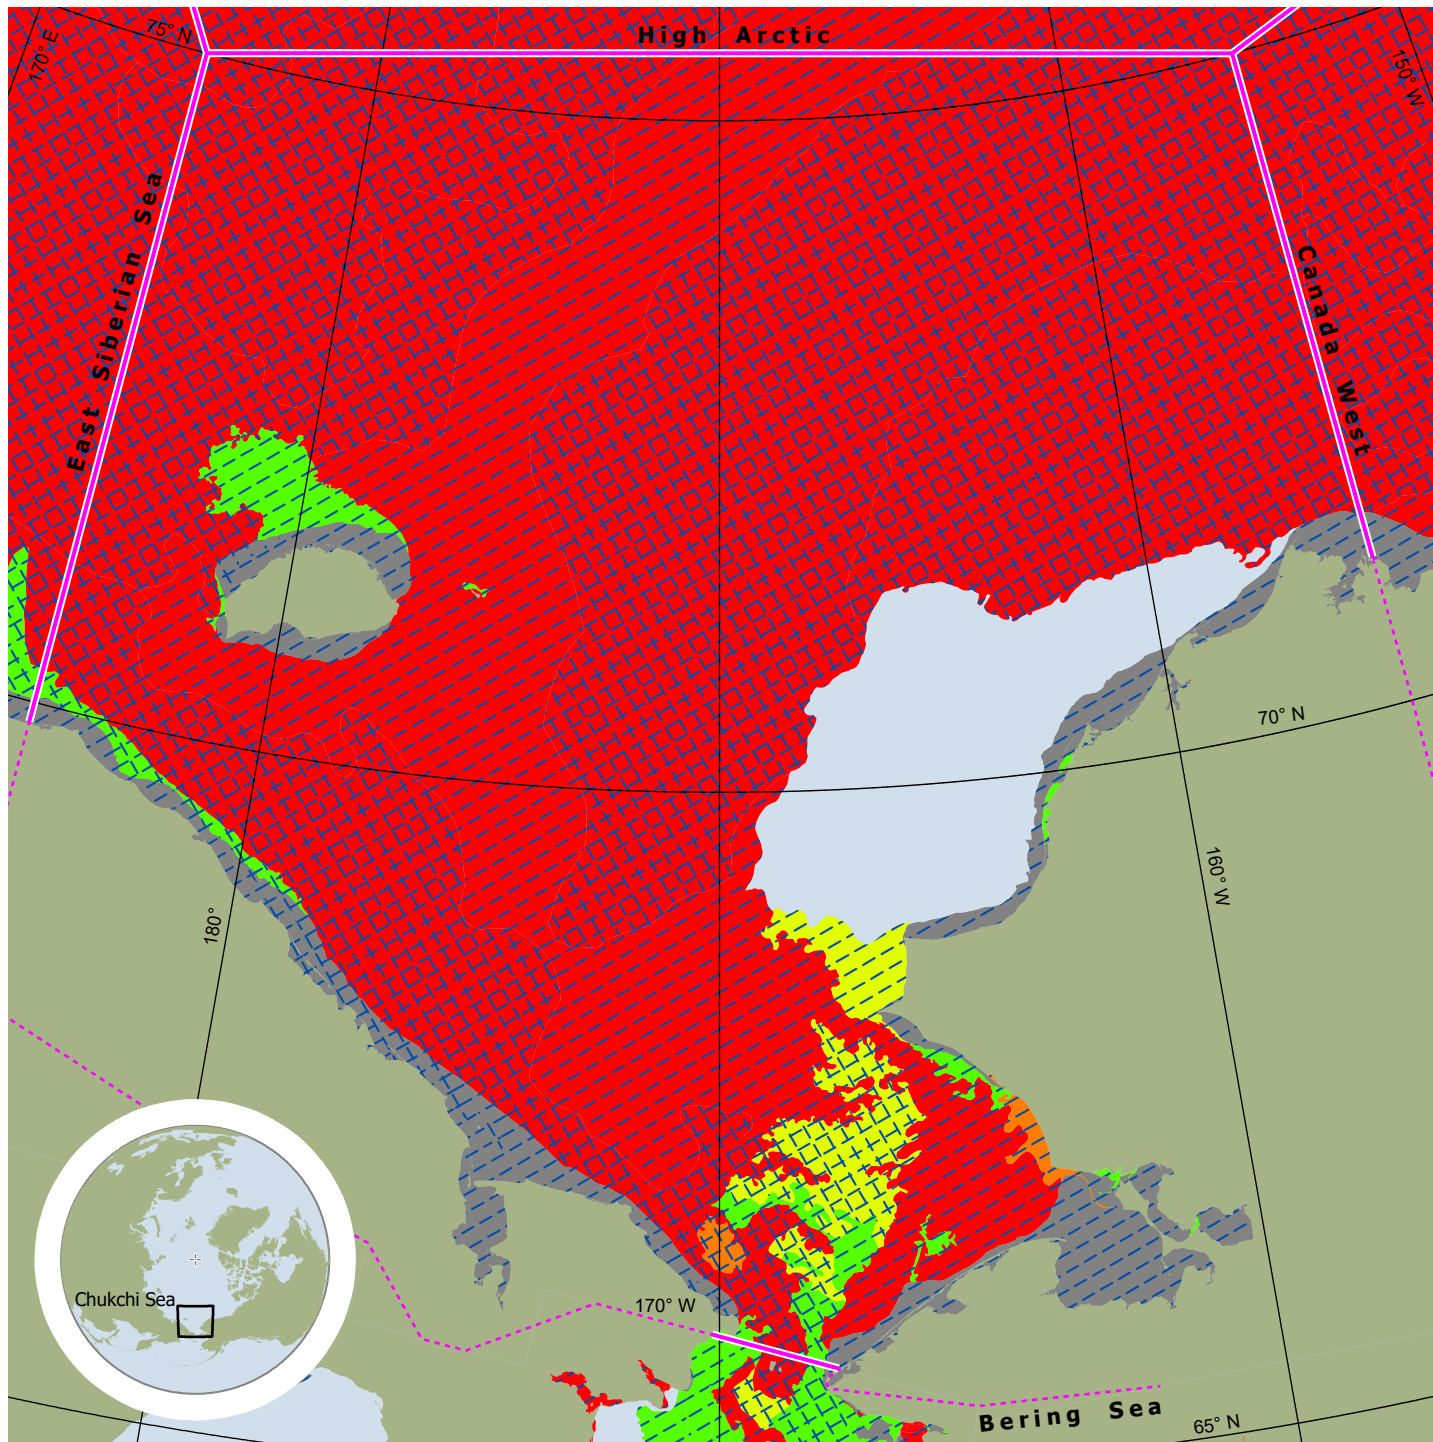 75° N
High Arctic
170° E
150° W
East Siberian Sea
Canada West
70° N
160° W
180°
Chukchi Sea
170° W
Bering Sea
65° N